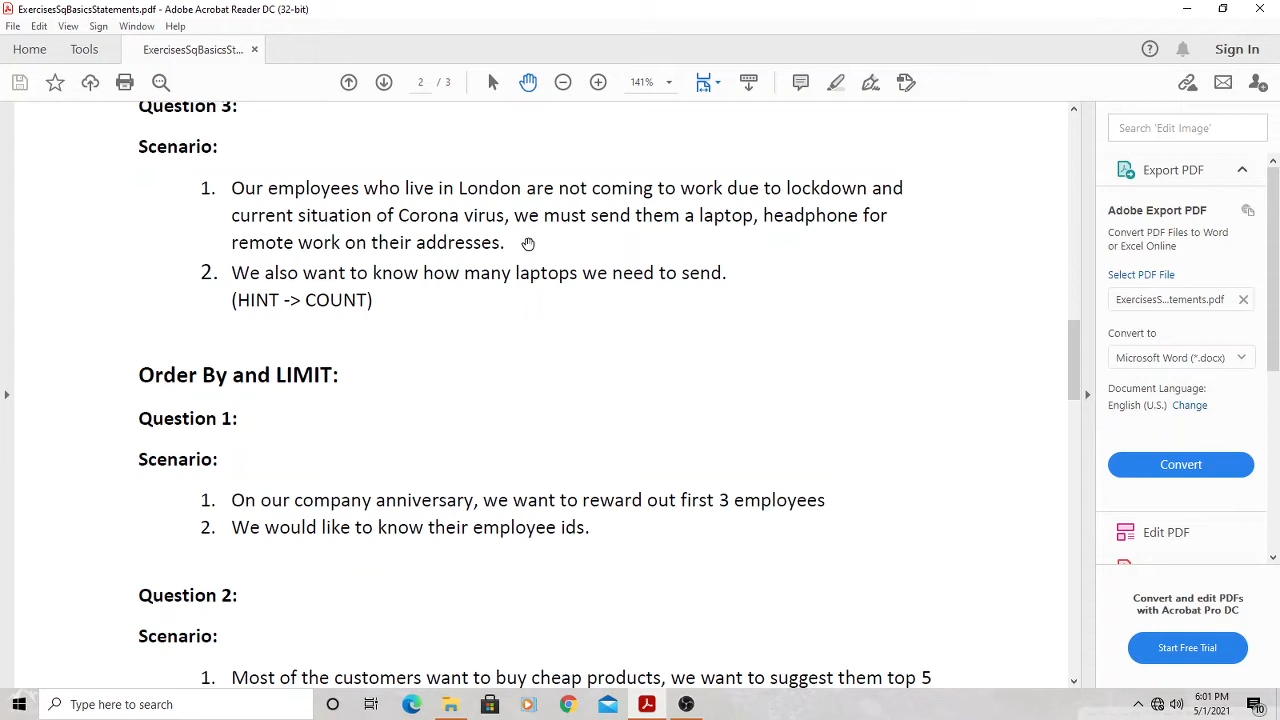 ExercisesSqBasicsStatements.pdf - Adobe Acrobat Reader DC (32-bit)
File Edit View Sign Window Help
Home Tools ExercisesSqBasicsSt... × Sign In
2 / 3 141%
Question 3:
Scenario:
1. Our employees who live in London are not coming to work due to lockdown and
current situation of Corona virus, we must send them a laptop, headphone for
remote work on their addresses.
2. We also want to know how many laptops we need to send.
(HINT -> COUNT)
Order By and LIMIT:
Question 1:
Scenario:
1. On our company anniversary, we want to reward out first 3 employees
2. We would like to know their employee ids.
Question 2:
Scenario:
1. Most of the customers want to buy cheap products, we want to suggest them top 5
Search 'Edit Image'
Export PDF
Adobe Export PDF
Convert PDF Files to Word
or Excel Online
Select PDF File
ExercisesS...tements.pdf
Convert to
Microsoft Word (*.docx)
Document Language:
English (U.S.) Change
Convert
Edit PDF
Convert and edit PDFs
with Acrobat Pro DC
Start Free Trial
Type here to search
6:01 PM
5/1/2021
10